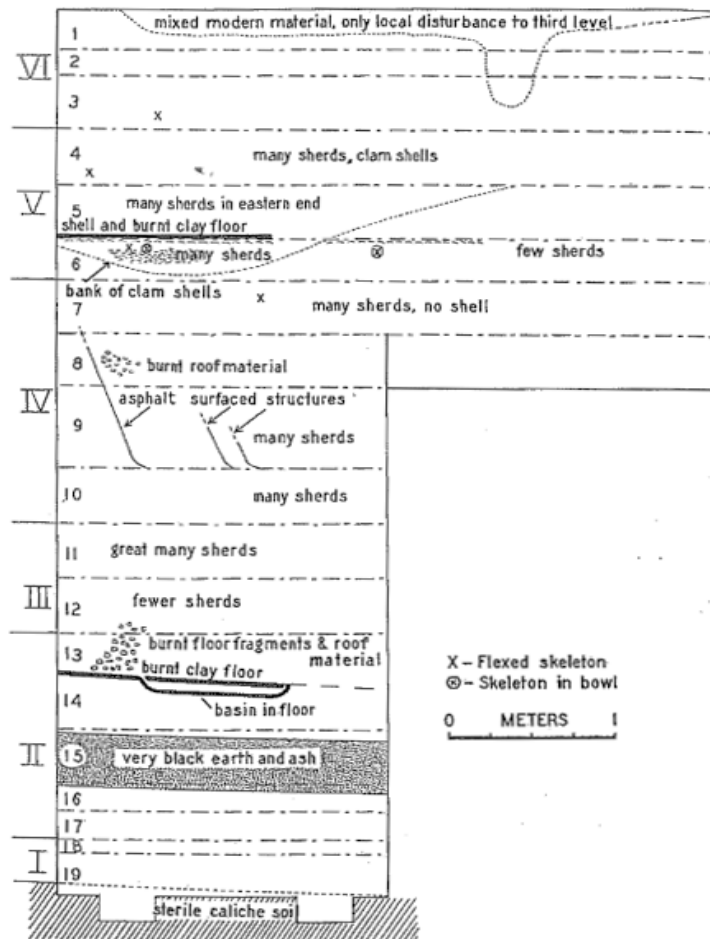 mixed modern material, only local disturbance to third level
1
2
VI
3
4
many sherds, clam shells
many sherds in eastern end
V
5
shell and burnt clay floor
many sherds
few sherds
6
bank of clam shells
many sherds, no shell
7
8
burnt roof material
asphalt surfaced structures
IV
9
many sherds
10
many sherds
11
great many sherds
III
12
fewer sherds
burnt floor fragments & roof
13
material
burnt clay floor
X - Flexed skeleton
⊗ - Skeleton in bowl
14
basin in floor
0 METERS 1
II
15
very black earth and ash
16
17
18
I
19
sterile caliche soil